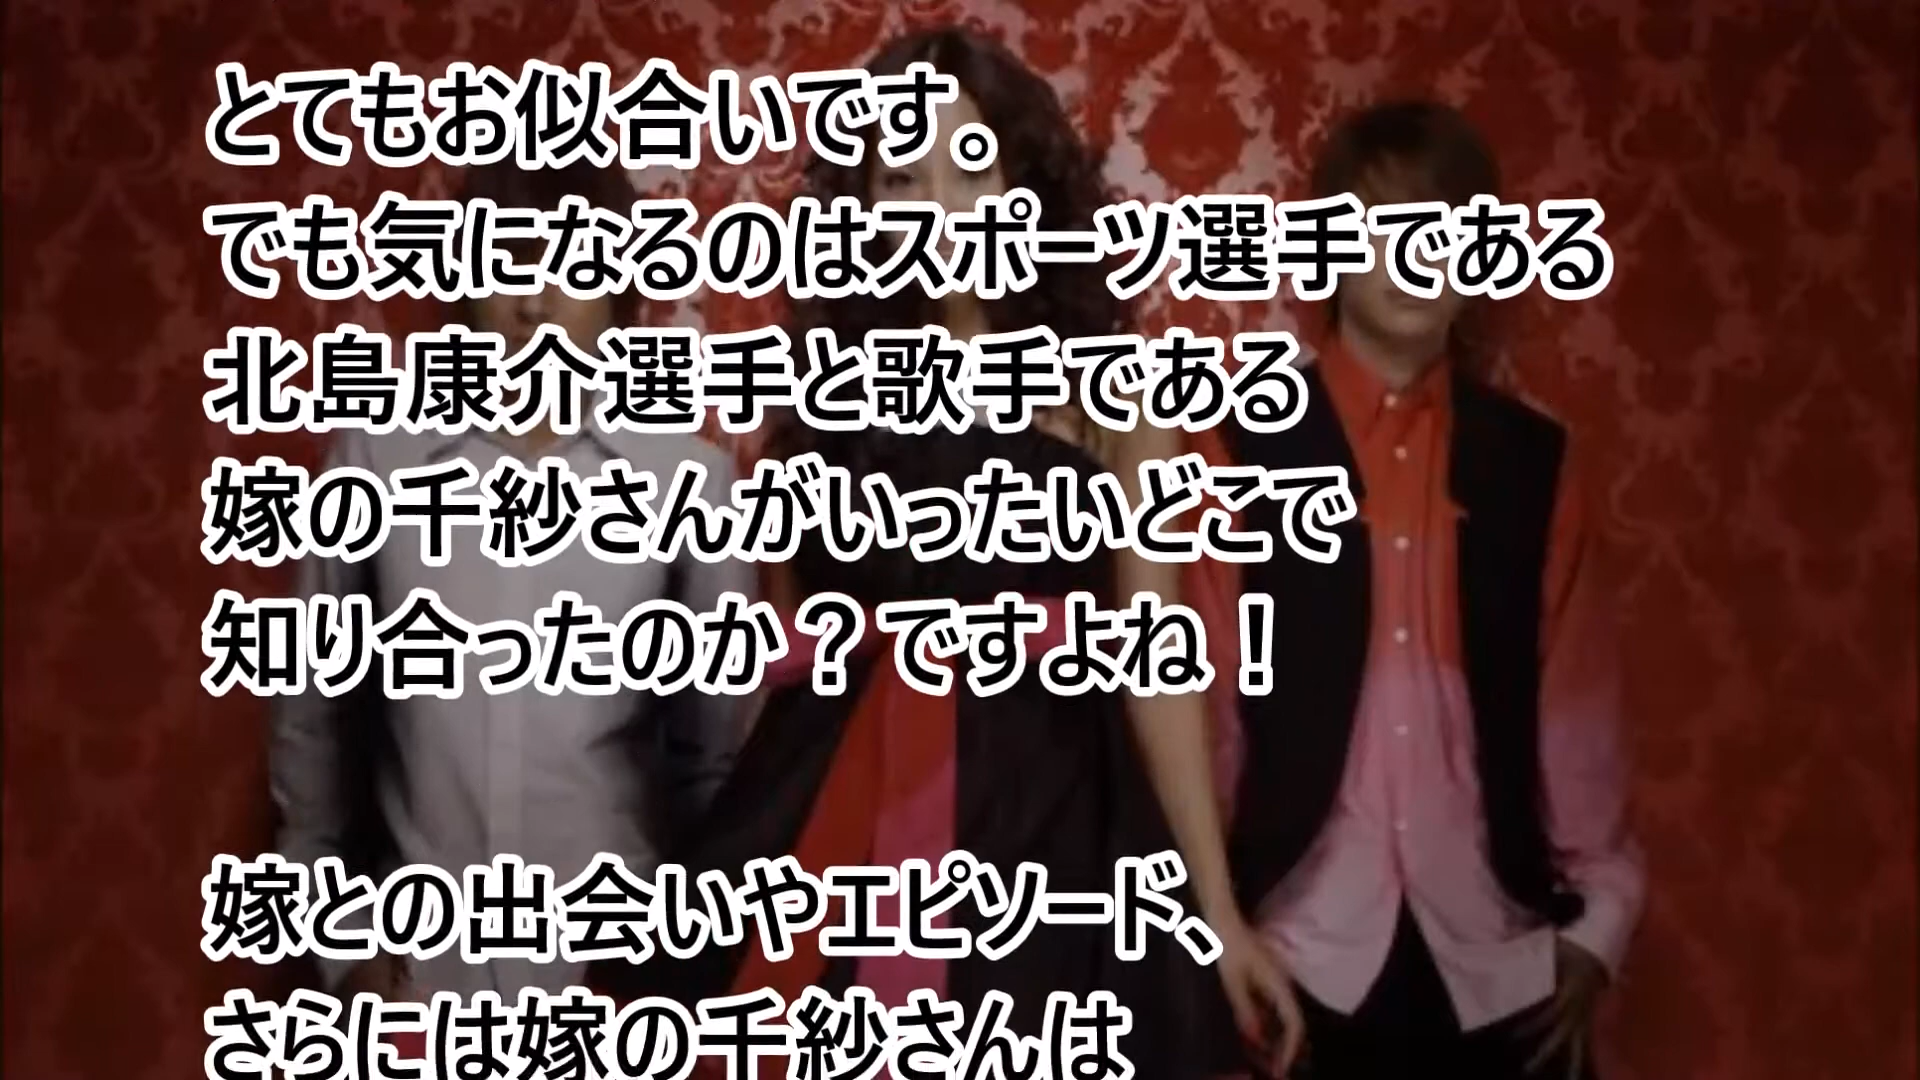 とてもお似合いです。
でも気になるのはスポーツ選手である
北島康介選手と歌手である
嫁の千紗さんがいったいどこで
知り合ったのか？ですよね！
嫁との出会いやエピソード、
さらには嫁の千紗さんは